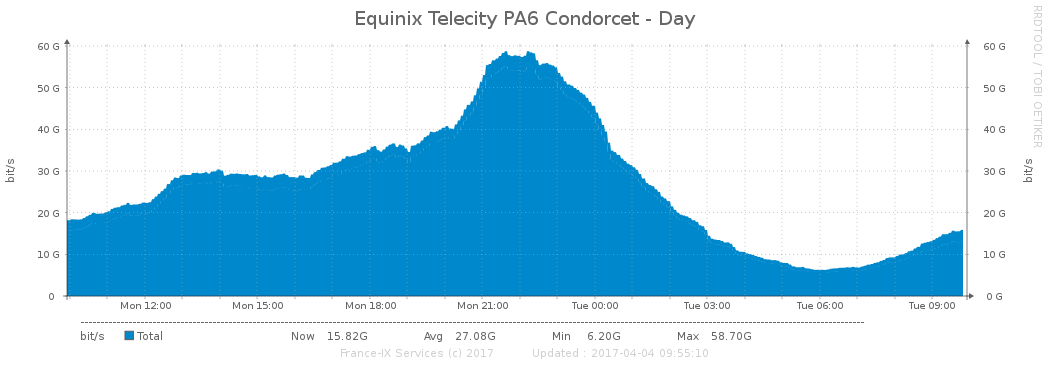 Equinix Telecity PA6 Condorcet - Day
RRDTOOL / TOBI OETIKER
60 G 60 G
50 G 50 G
40 G 40 G
30 G 30 G
20 G 20 G
10 G 10 G
0 0 G
bit/s bit/s
Mon 12:00 Mon 15:00 Mon 18:00 Mon 21:00 Tue 00:00 Tue 03:00 Tue 06:00 Tue 09:00
bit/s Total Now 15.82G Avg 27.08G Min 6.20G Max 58.70G
France-IX Services (c) 2017 Updated : 2017-04-04 09:55:10